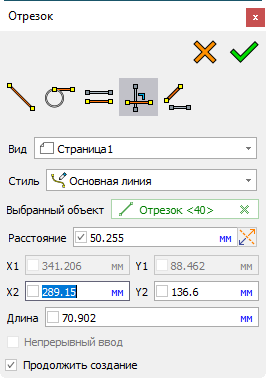 Отрезок
Вид Страница1
Стиль Основная линия
Выбранный объект Отрезок <40>
Расстояние 50.255 мм
X1 341.206 мм Y1 88.462 мм
X2 289.15 мм Y2 136.6 мм
Длина 70.902 мм
Непрерывный ввод
Продолжить создание